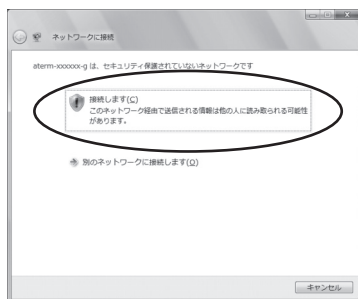 ネットワークに接続
aterm-xxxxxx-g は、セキュリティ保護されていないネットワークです
接続します(C)
このネットワーク経由で送信される情報は他の人に読み取られる可能性
があります。
別のネットワークに接続します(O)
キャンセル